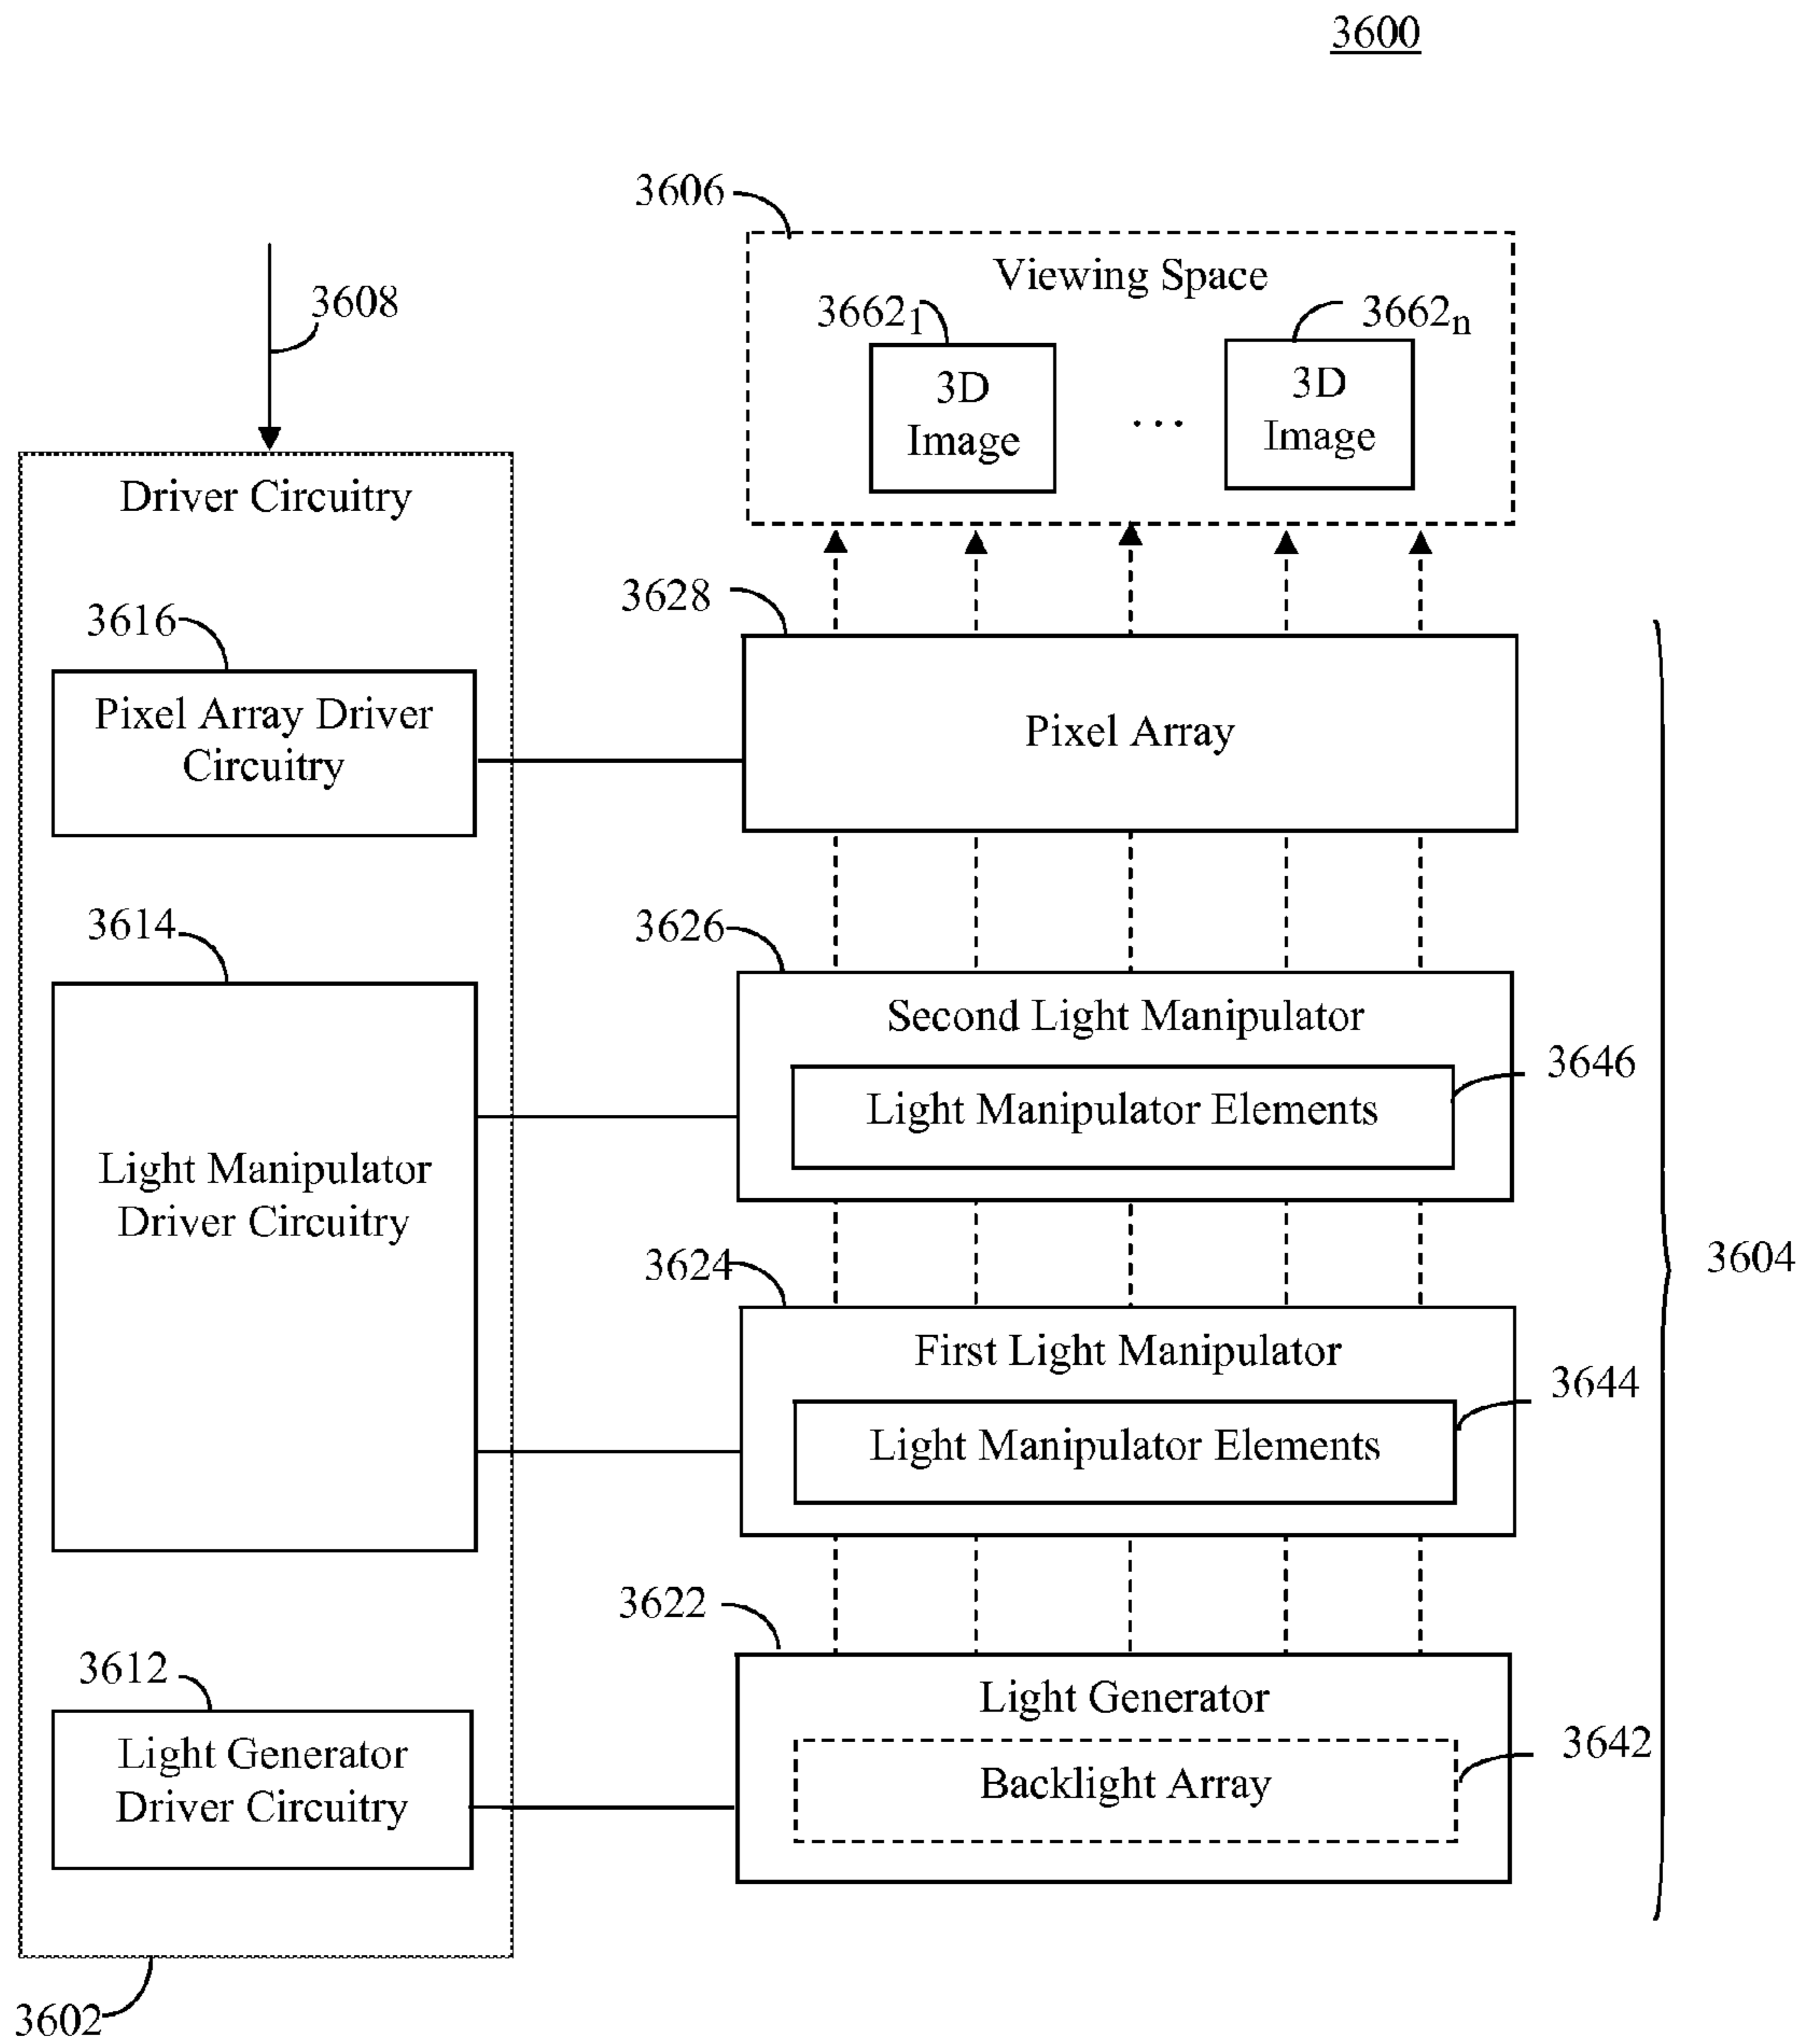 3600
3606
Viewing Space
3608
3662₁
3662ₙ
3D
Image
...
3D
Image
Driver Circuitry
3628
3616
Pixel Array Driver
Circuitry
Pixel Array
3614
3626
Second Light Manipulator
3646
Light Manipulator Elements
Light Manipulator
Driver Circuitry
3624
3604
First Light Manipulator
3644
Light Manipulator Elements
3622
3612
Light Generator
3642
Light Generator
Driver Circuitry
Backlight Array
3602